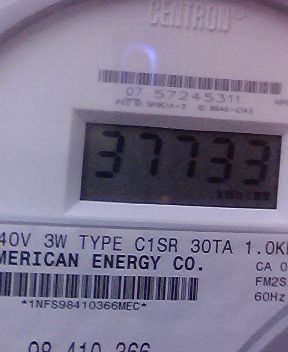 CENTRON®
07 57245311
37733
40V 3W TYPE C1SR 30TA 1.0K
MERICAN ENERGY CO.
CA 0
FM2S
*1NFS98410366MEC*
60Hz
08 410 366